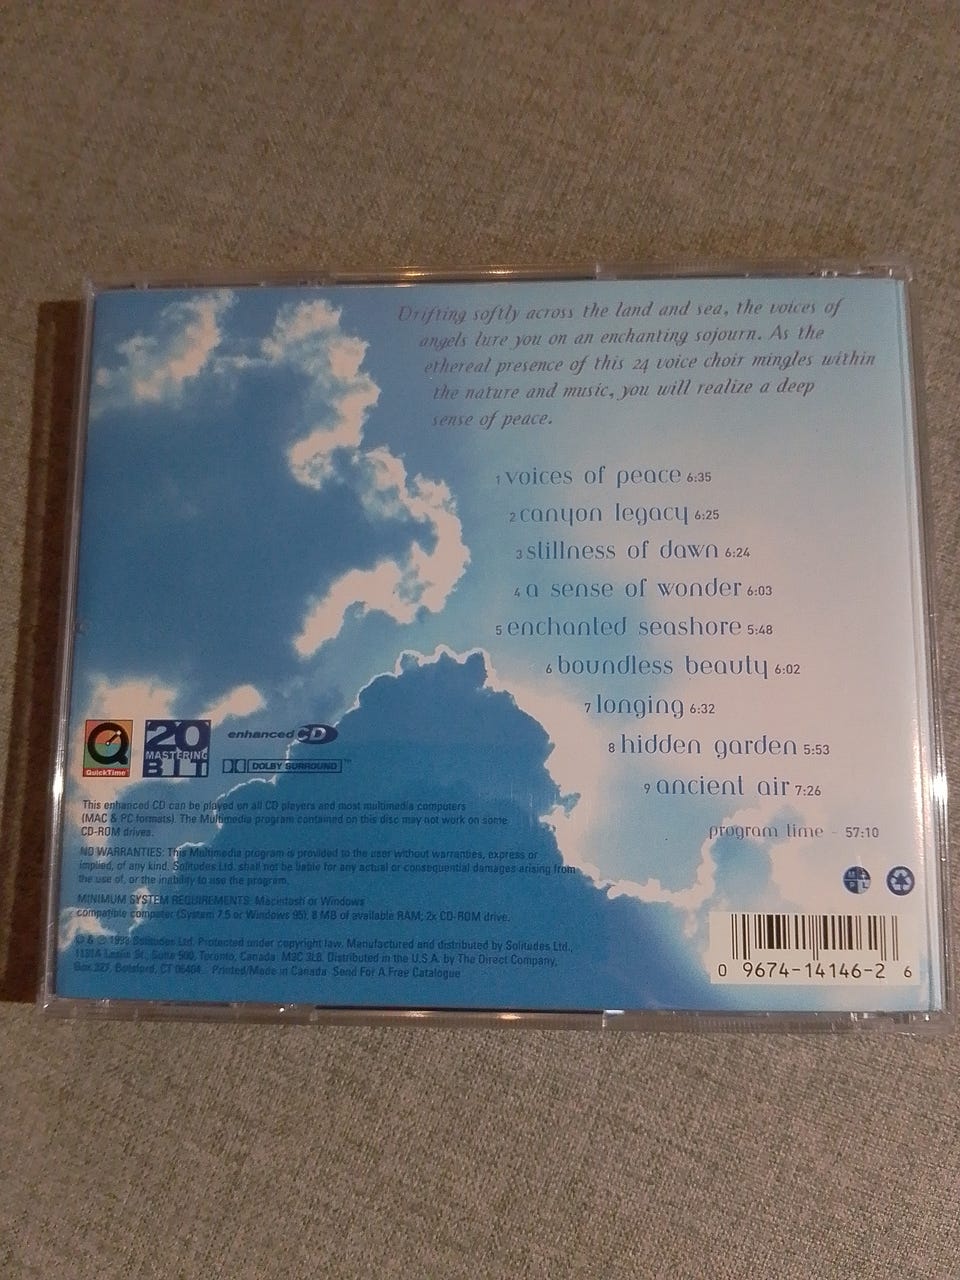 Drifting softly across the land and sea, the voices of
angels lure you on an enchanting sojourn. As the
ethereal presence of this 24 voice choir mingles within
the nature and music, you will realize a deep
sense of peace.
1 voices of peace 6:35
2 canyon legacy 6:25
3 stillness of dawn 6:24
4 a sense of wonder 6:03
5 enchanted seashore 5:48
6 boundless beauty 6:02
7 longing 6:32
8 hidden garden 5:53
9 ancient air 7:26
program time - 57:10
QuickTime™
20
MASTERING
BIT
enhanced CD
DOLBY SURROUND™
This enhanced CD can be played on all CD players and most multimedia computers
(MAC & PC formats). The Multimedia program contained on this disc may not work on some
CD-ROM drives.
NO WARRANTIES: This Multimedia program is provided to the user without warranties, express or
implied, of any kind. Solitudes Ltd. shall not be liable for any actual or consequential damages arising from
the use of, or the inability to use the program.
MINIMUM SYSTEM REQUIREMENTS: Macintosh or Windows
compatible computer (System 7.5 or Windows 95), 8 MB of available RAM; 2x CD-ROM drive.
© & ℗ Solitudes Ltd. Protected under copyright law. Manufactured and distributed by Solitudes Ltd.,
1131A Leslie St., Suite 500, Toronto, Canada M3C 3L8. Distributed in the U.S.A. by The Direct Company,
Box 327, Botsford, CT 06404. Printed/Made in Canada Send For A Free Catalogue
M
P L
0 9674-14146-2 6